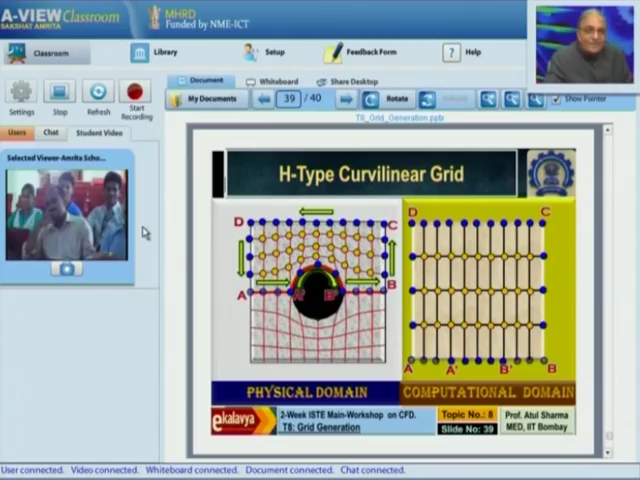 A-VIEW Classroom
SAKSHAT AMRITA
MHRD
Funded by NME-ICT
Classroom
Library
Setup
Feedback Form
Help
Settings
Stop
Refresh
Start
Recording
Document
Whiteboard
Share Desktop
My Documents
39 / 40
Rotate
Show Pointer
Users
Chat
Student Video
Selected Viewer-Amrita Scho...
H-Type Curvilinear Grid
D
C
A
A'
B'
B
D
C
A
A'
B'
B
PHYSICAL DOMAIN
COMPUTATIONAL DOMAIN
ekalavya
2-Week ISTE Main-Workshop on CFD.
T8: Grid Generation
Topic No.: 8
Slide No.: 39
Prof. Atul Sharma
MED, IIT Bombay
User connected. Video connected. Whiteboard connected. Document connected. Chat connected.